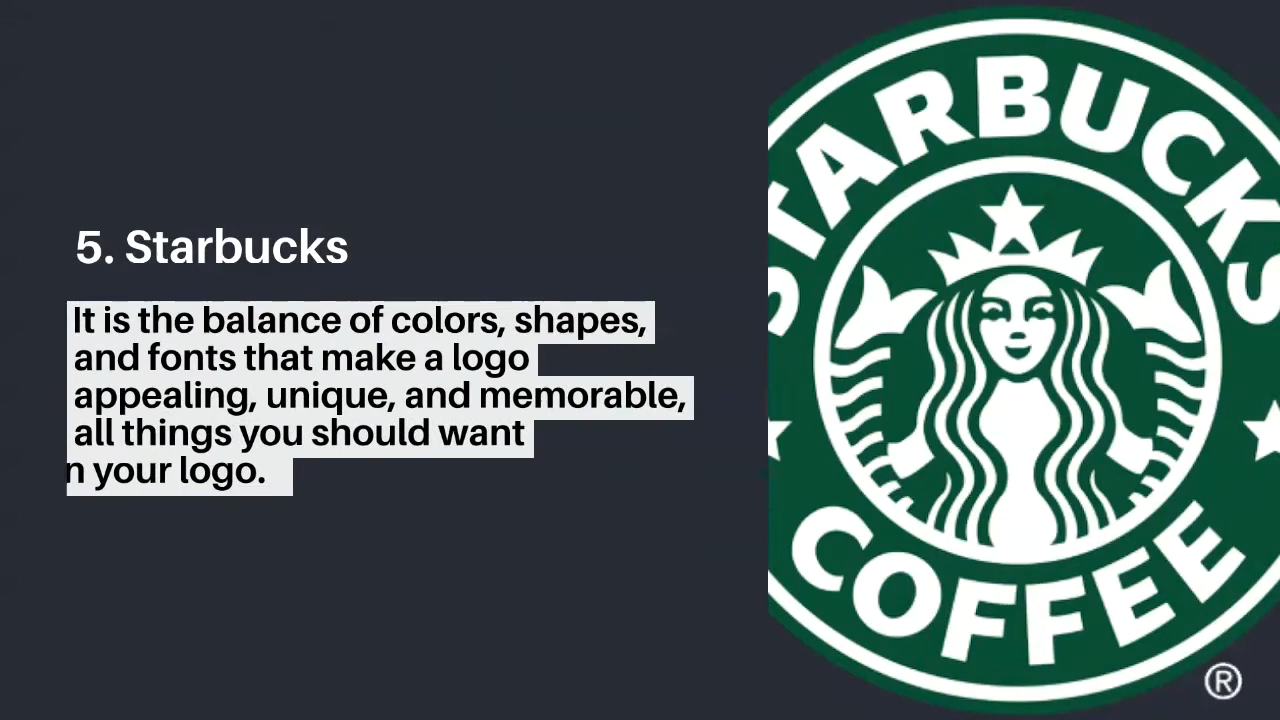 5. Starbucks
It is the balance of colors, shapes,
and fonts that make a logo
appealing, unique, and memorable,
all things you should want
n your logo.
STARBUCKS
COFFEE
®